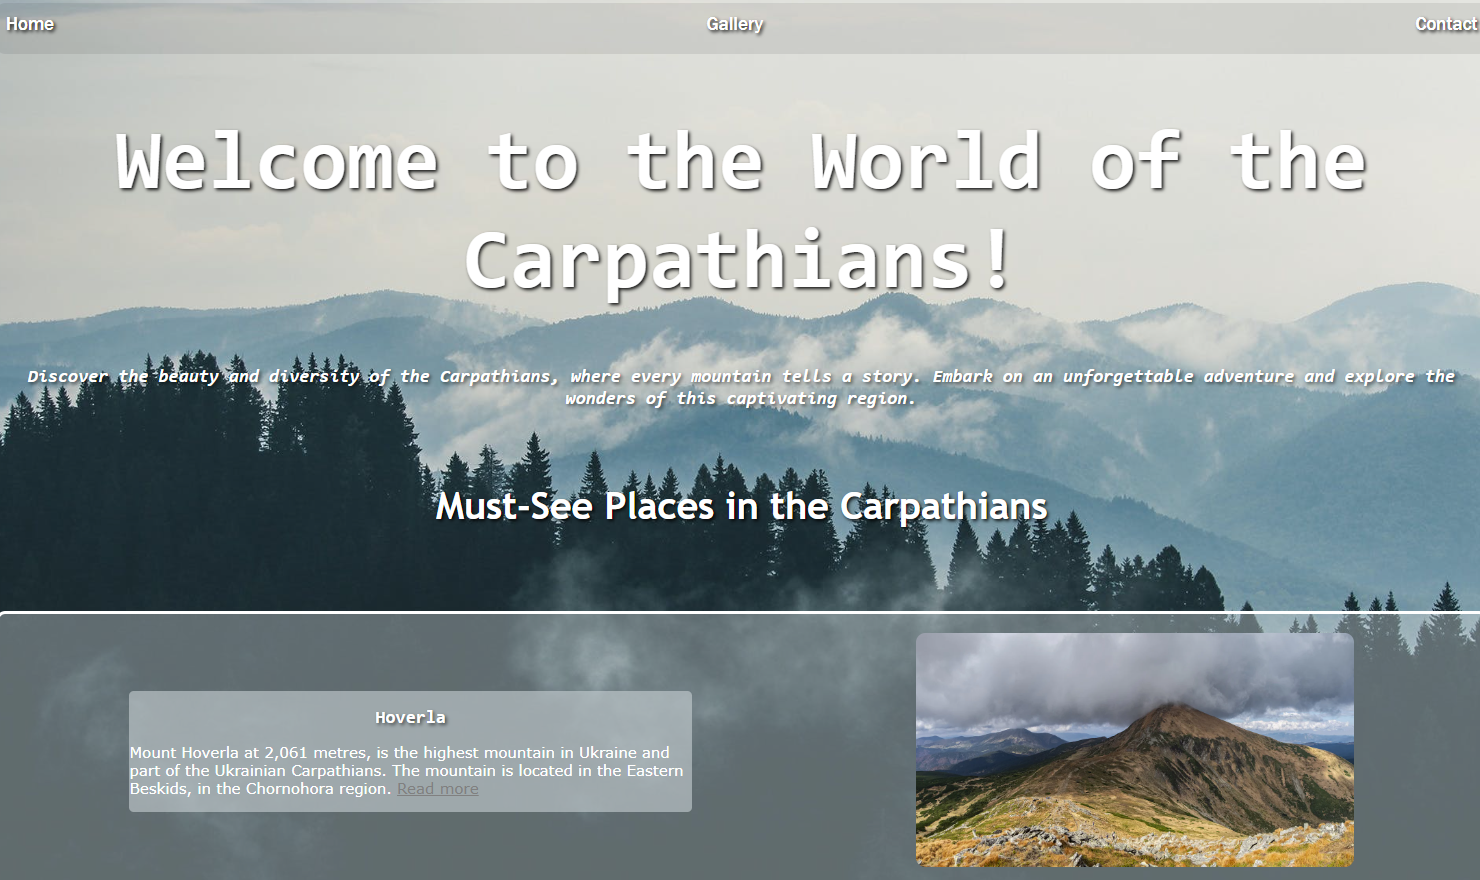 Home Gallery Contact
Welcome to the World of the
Carpathians!
Discover the beauty and diversity of the Carpathians, where every mountain tells a story. Embark on an unforgettable adventure and explore the
wonders of this captivating region.
Must-See Places in the Carpathians
Hoverla
Mount Hoverla at 2,061 metres, is the highest mountain in Ukraine and
part of the Ukrainian Carpathians. The mountain is located in the Eastern
Beskids, in the Chornohora region. Read more